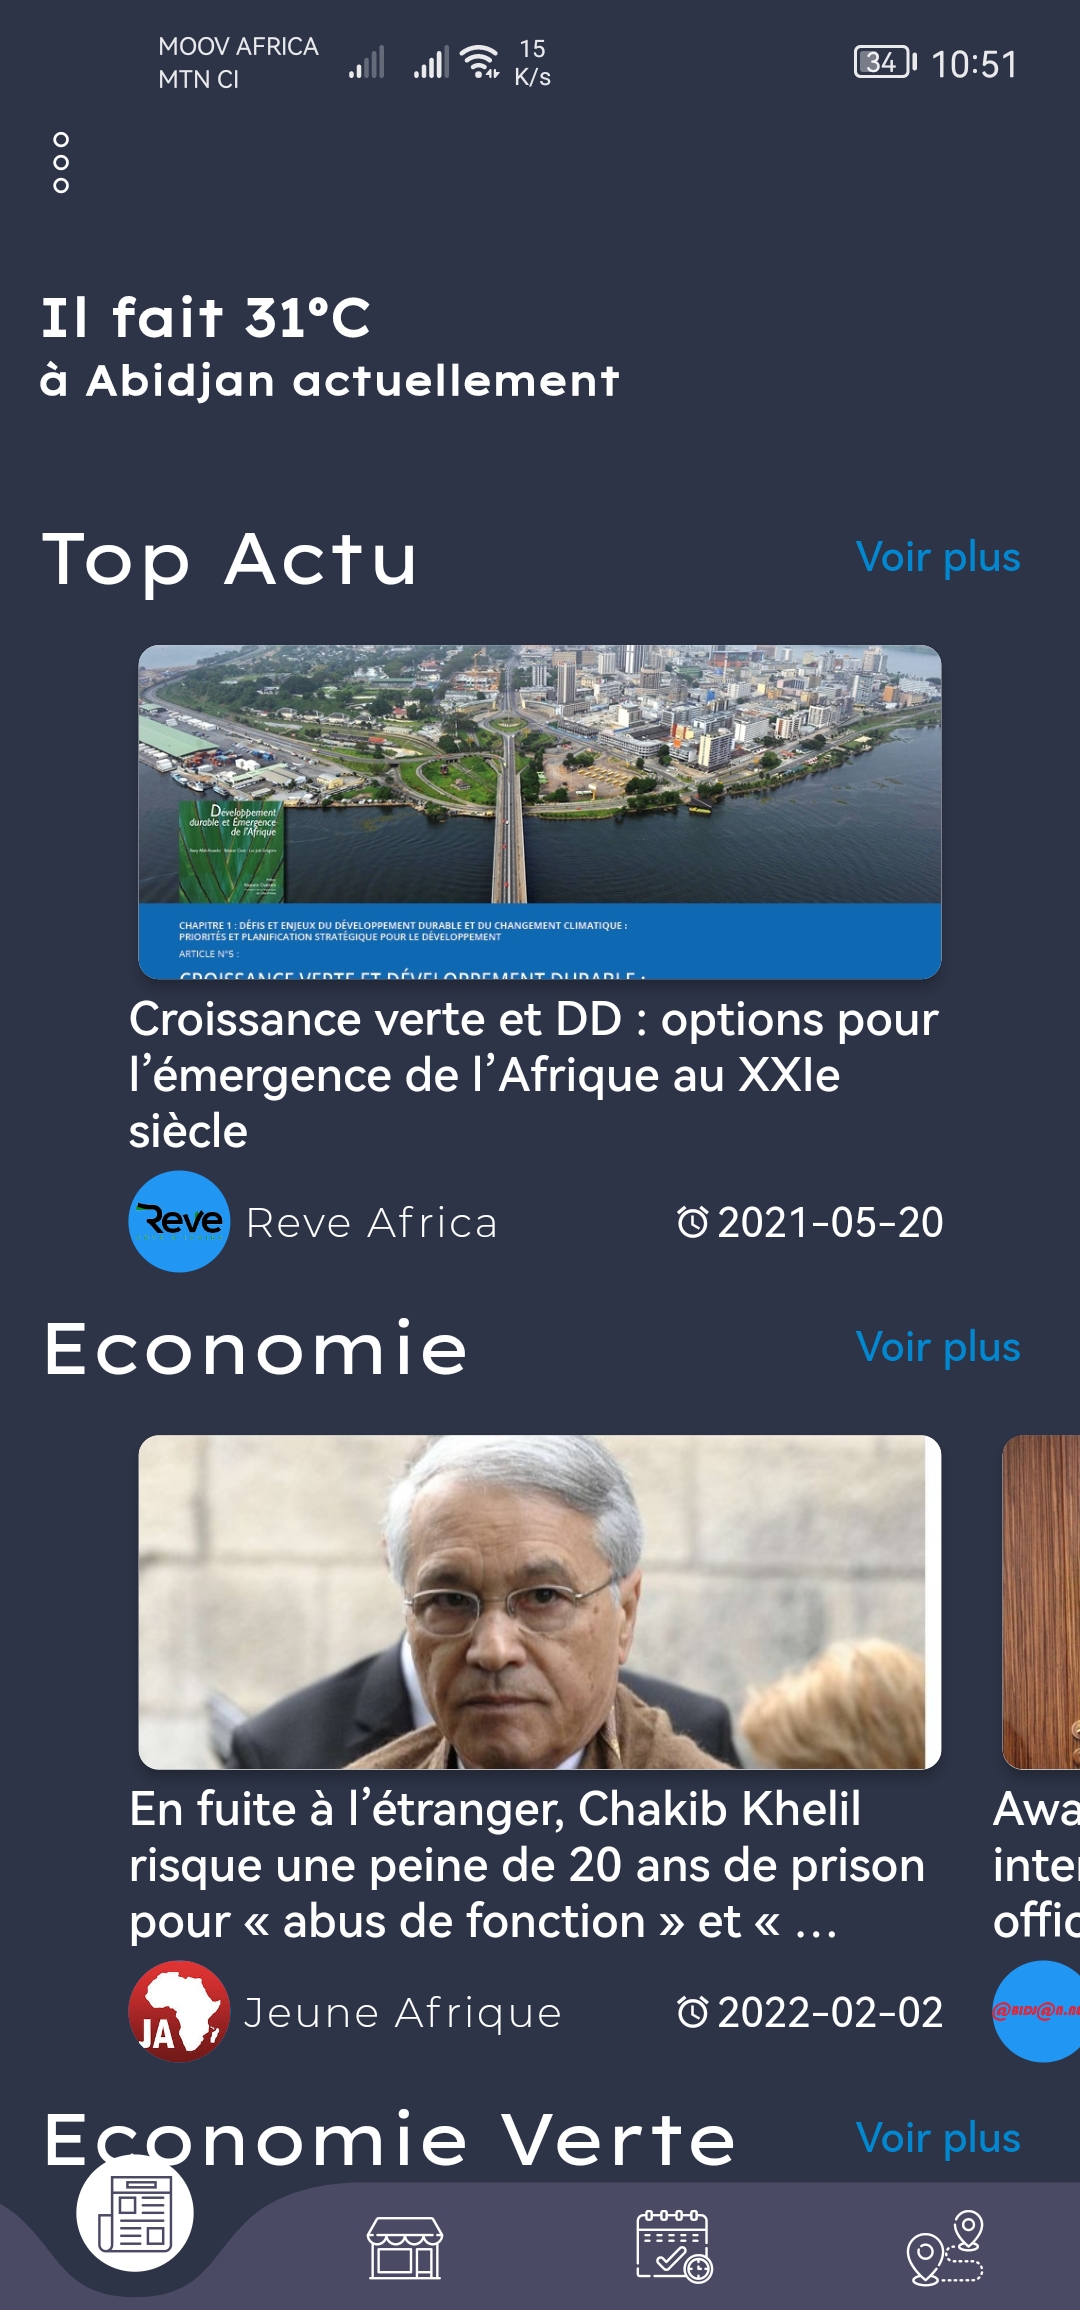 MOOV AFRICA
MTN CI
15
K/s
34
10:51
Il fait 31°C
à Abidjan actuellement
Top Actu
Voir plus
Développement
durable et Émergence
de l'Afrique
CHAPITRE 1 : DÉFIS ET ENJEUX DU DÉVELOPPEMENT DURABLE ET DU CHANGEMENT CLIMATIQUE :
PRIORITÉS ET PLANIFICATION STRATÉGIQUE POUR LE DÉVELOPPEMENT
ARTICLE N°5 :
CROISSANCE VERTE ET DÉVELOPPEMENT DURABLE :
Croissance verte et DD : options pour
l’émergence de l’Afrique au XXIe
siècle
Reve
Reve Africa
2021-05-20
Economie
Voir plus
En fuite à l’étranger, Chakib Khelil
risque une peine de 20 ans de prison
pour « abus de fonction » et « …
Awa
inter
offic
JA
Jeune Afrique
2022-02-02
@BIDJ@N.N
Economie Verte
Voir plus